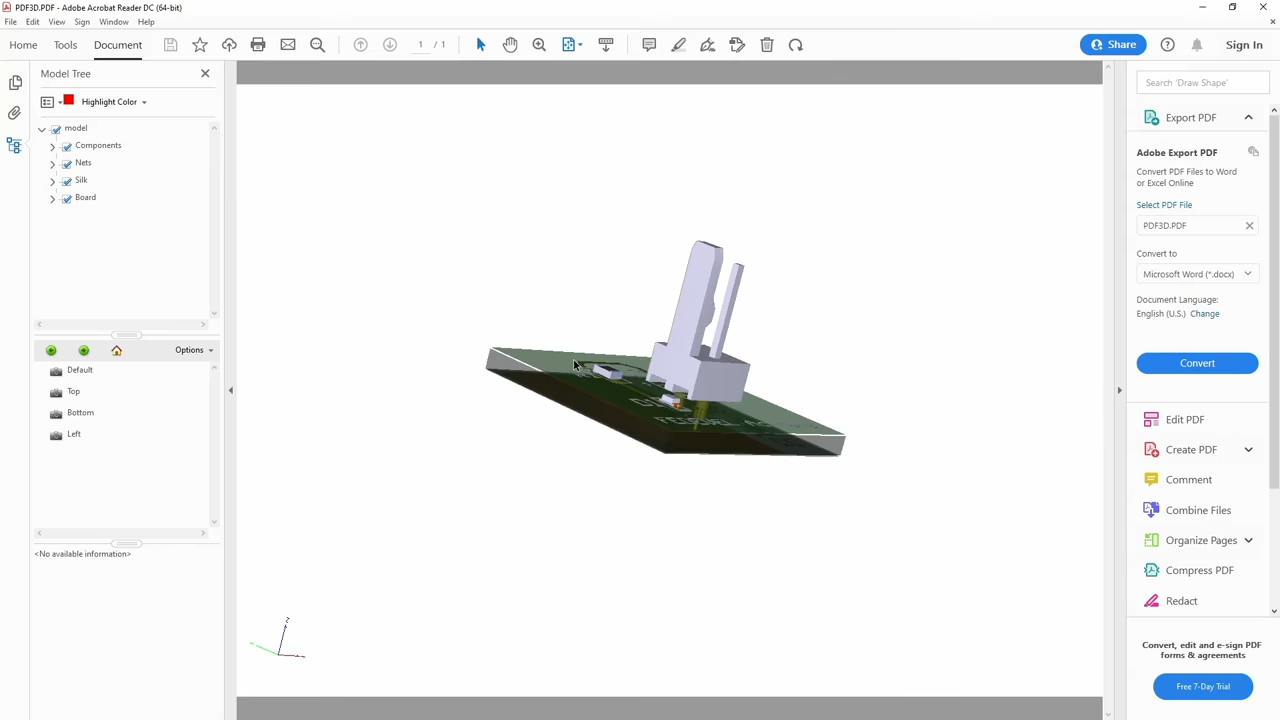 PDF3D.PDF - Adobe Acrobat Reader DC (64-bit)
File Edit View Sign Window Help
Home Tools Document
1 / 1
Share
Sign In
Model Tree
Highlight Color
model
Components
Nets
Silk
Board
Options
Default
Top
Bottom
Left
<No available information>
z
Search 'Draw Shape'
Export PDF
Adobe Export PDF
Convert PDF Files to Word
or Excel Online
Select PDF File
PDF3D.PDF
Convert to
Microsoft Word (*.docx)
Document Language:
English (U.S.) Change
Convert
Edit PDF
Create PDF
Comment
Combine Files
Organize Pages
Compress PDF
Redact
Convert, edit and e-sign PDF
forms & agreements
Free 7-Day Trial